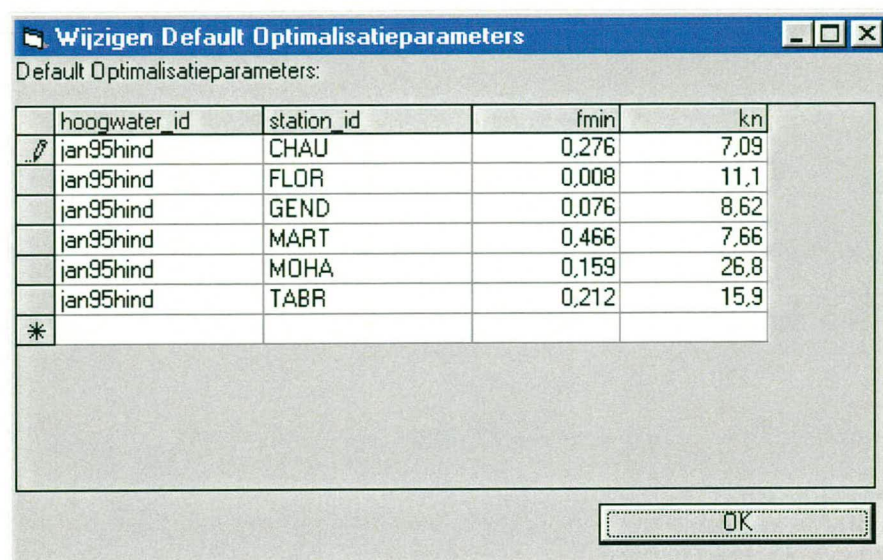 Wijzigen Default Optimalisatieparameters
Default Optimalisatieparameters:
hoogwater_id station_id fmin kn
jan95hind CHAU 0,276 7,09
jan95hind FLOR 0,008 11,1
jan95hind GEND 0,076 8,62
jan95hind MART 0,466 7,66
jan95hind MOHA 0,159 26,8
jan95hind TABR 0,212 15,9
OK